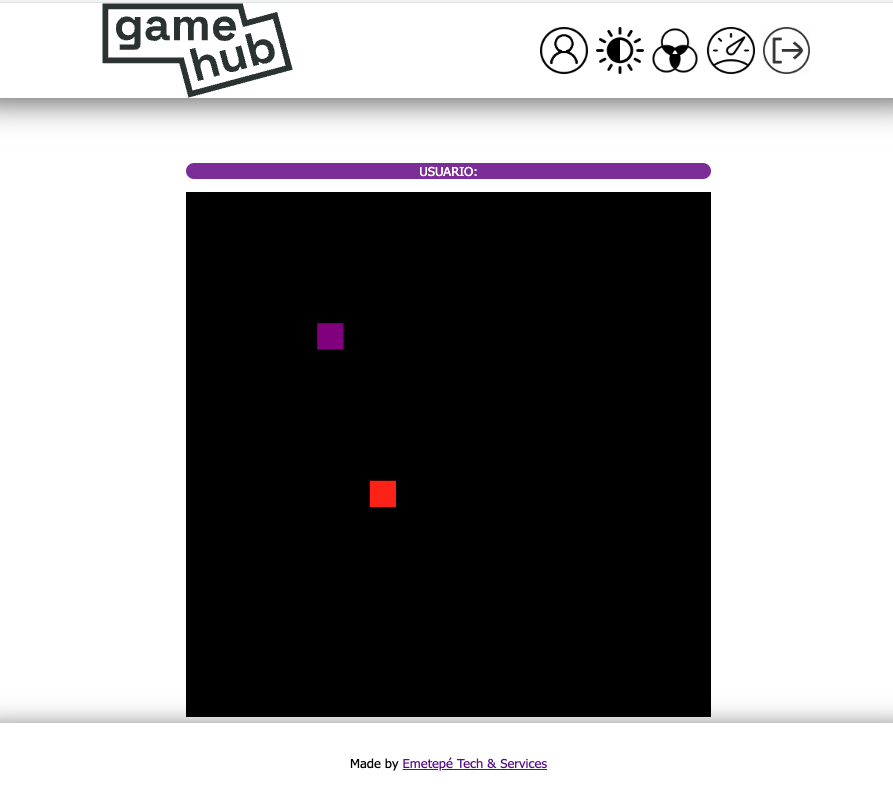 game
hub
USUARIO:
Made by Emetepé Tech & Services